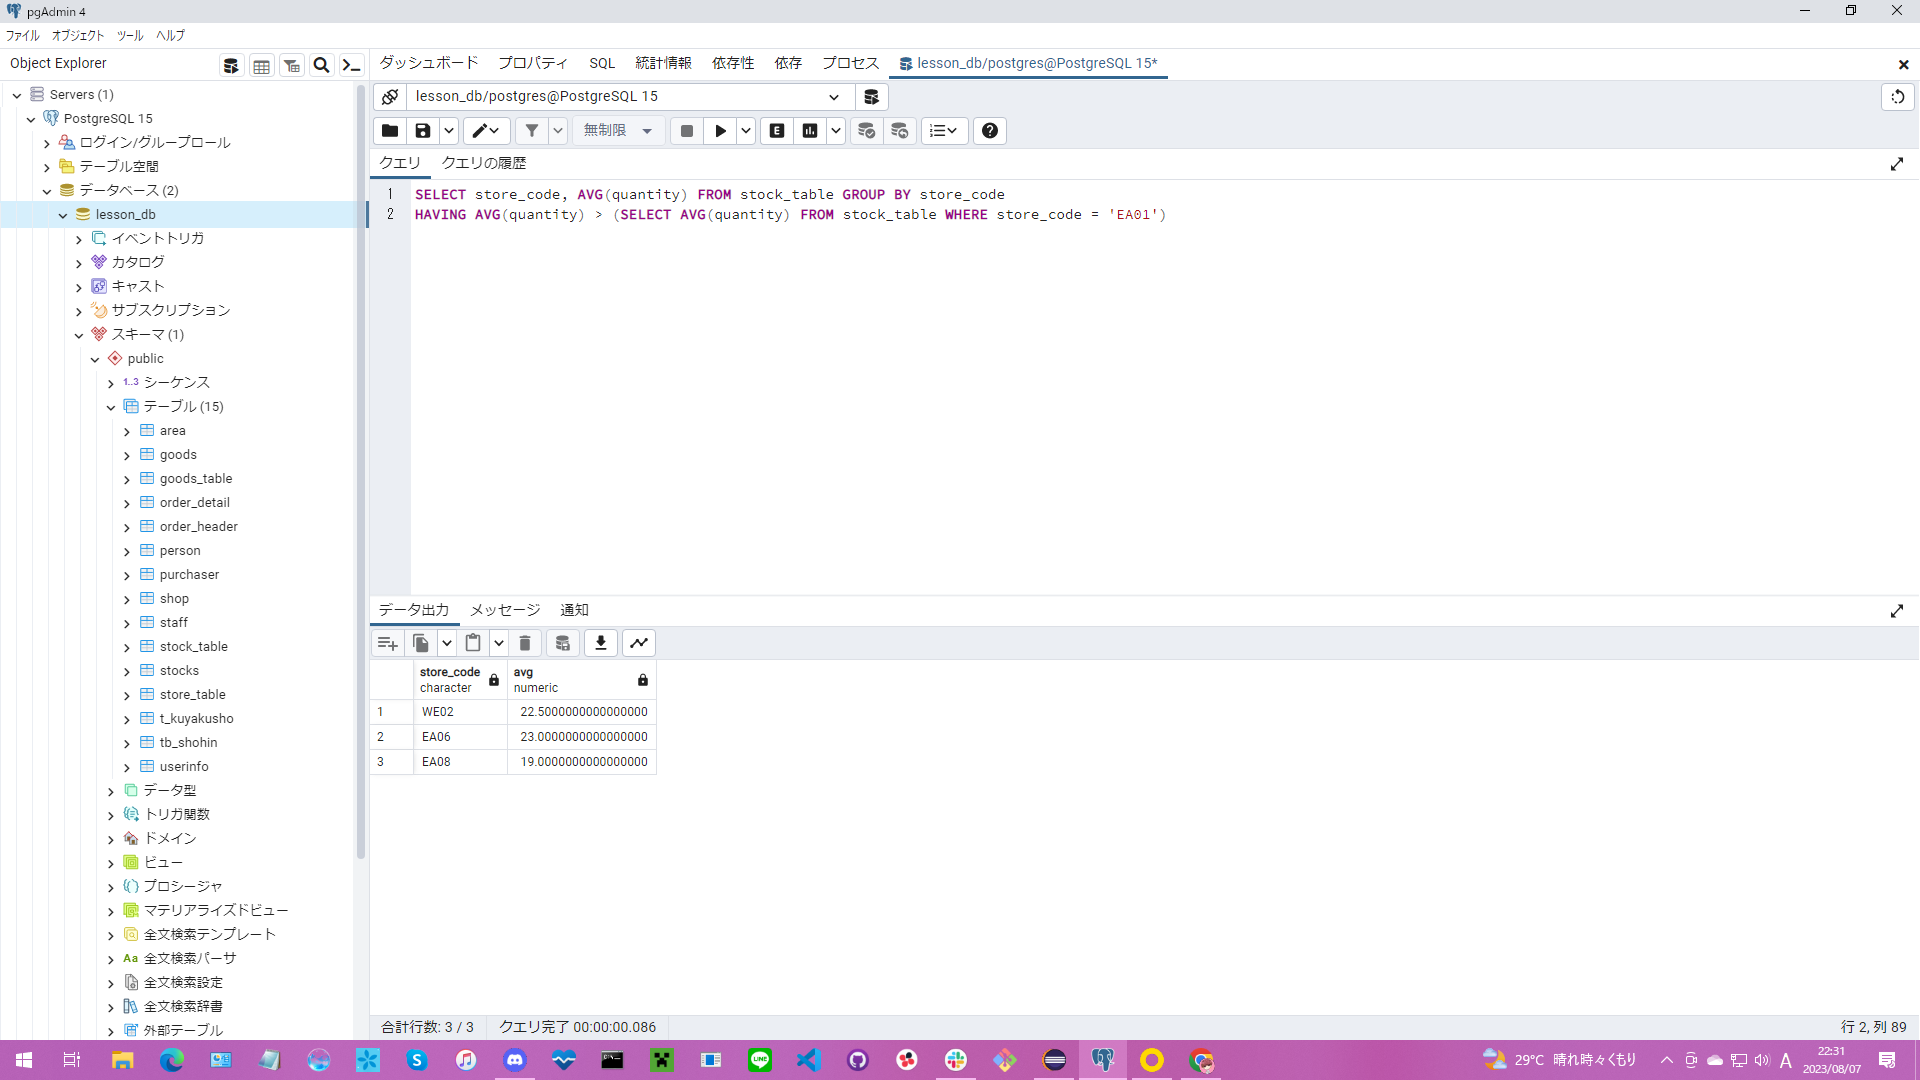 pgAdmin 4
ファイル オブジェクト ツール ヘルプ
Object Explorer
ダッシュボード プロパティ SQL 統計情報 依存性 依存 プロセス lesson_db/postgres@PostgreSQL 15*
lesson_db/postgres@PostgreSQL 15
無制限
E
クエリ クエリの履歴
1 SELECT store_code, AVG(quantity) FROM stock_table GROUP BY store_code
2 HAVING AVG(quantity) > (SELECT AVG(quantity) FROM stock_table WHERE store_code = 'EA01')
Servers (1)
PostgreSQL 15
ログイン/グループロール
テーブル空間
データベース (2)
lesson_db
イベントトリガ
カタログ
キャスト
サブスクリプション
スキーマ (1)
public
1..3 シーケンス
テーブル (15)
area
goods
goods_table
order_detail
order_header
person
purchaser
shop
staff
stock_table
stocks
store_table
t_kuyakusho
tb_shohin
userinfo
データ型
トリガ関数
ドメイン
ビュー
プロシージャ
マテリアライズドビュー
全文検索テンプレート
Aa 全文検索パーサ
全文検索設定
全文検索辞書
外部テーブル
データ出力 メッセージ 通知
store_code avg
character numeric
1 WE02 22.5000000000000000
2 EA06 23.0000000000000000
3 EA08 19.0000000000000000
合計行数: 3 / 3 クエリ完了 00:00:00.086 行 2, 列 89
29°C 晴れ時々くもり
A
22:31
2023/08/07